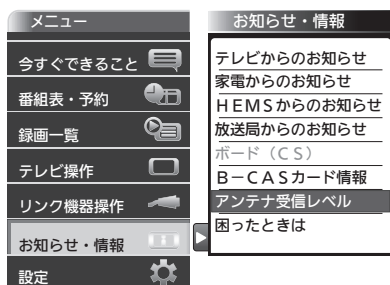 メニュー
今すぐできること
番組表・予約
録画一覧
テレビ操作
リンク機器操作
お知らせ・情報
設定
お知らせ・情報
テレビからのお知らせ
家電からのお知らせ
HEMSからのお知らせ
放送局からのお知らせ
ボード(CS)
B−CASカード情報
アンテナ受信レベル
困ったときは